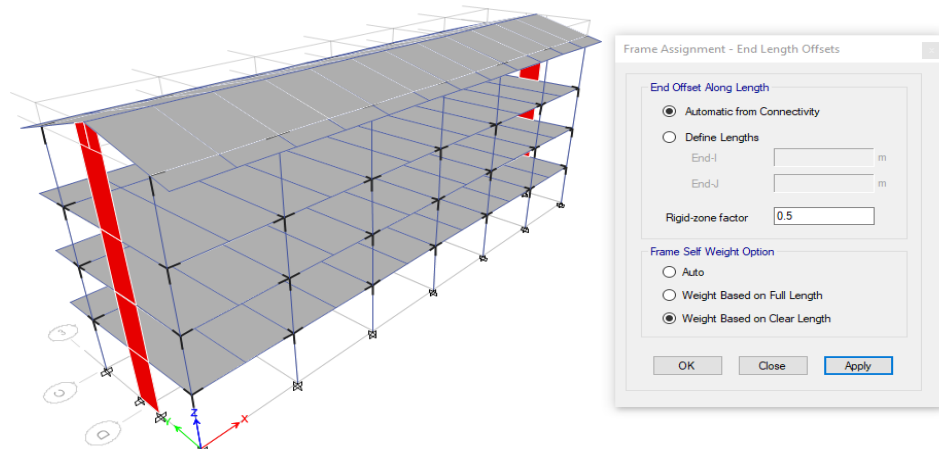 Frame Assignment - End Length Offsets
End Offset Along Length
Automatic from Connectivity
Define Lengths
End-I
m
End-J
m
Rigid-zone factor
0.5
Frame Self Weight Option
Auto
Weight Based on Full Length
Weight Based on Clear Length
OK
Close
Apply
3
C
D
Z
Y
X